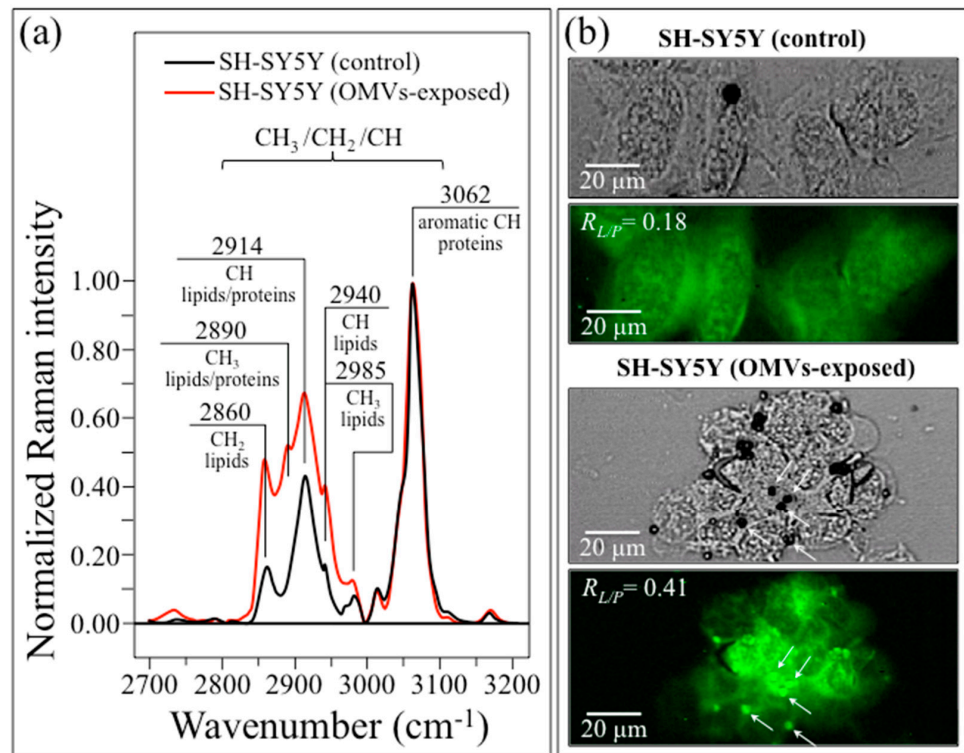 (a)
SH-SY5Y (control)
SH-SY5Y (OMVs-exposed)
CH₃/CH₂/CH
3062
aromatic CH
proteins
2914
CH
lipids/proteins
2940
CH
lipids
2890
CH₃
lipids/proteins
2985
CH₃
lipids
2860
CH₂
lipids
Normalized Raman intensity
1.00
0.80
0.60
0.40
0.20
0.00
2700 2800 2900 3000 3100 3200
Wavenumber (cm⁻¹)
(b)
SH-SY5Y (control)
20 µm
R_{L/P} = 0.18
20 µm
SH-SY5Y (OMVs-exposed)
20 µm
R_{L/P} = 0.41
20 µm